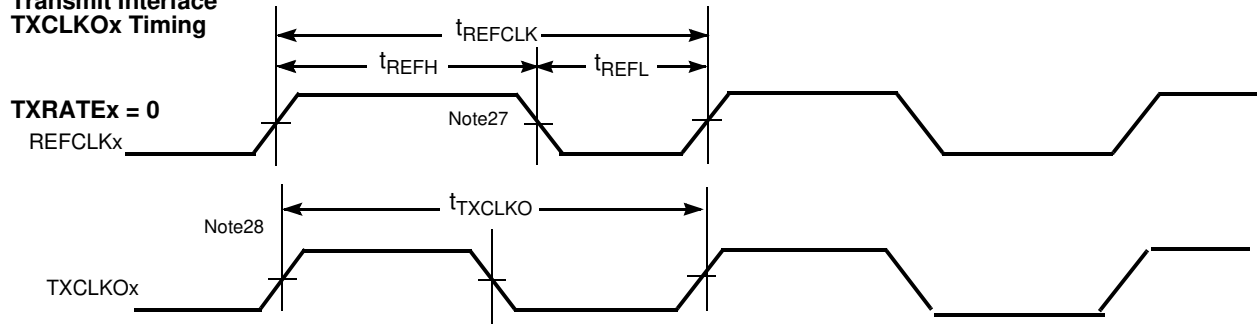 Transmit Interface
TXCLKOx Timing
tREFCLK
tREFH
tREFL
TXRATEx = 0
Note27
REFCLKx
tTXCLKO
Note28
TXCLKOx